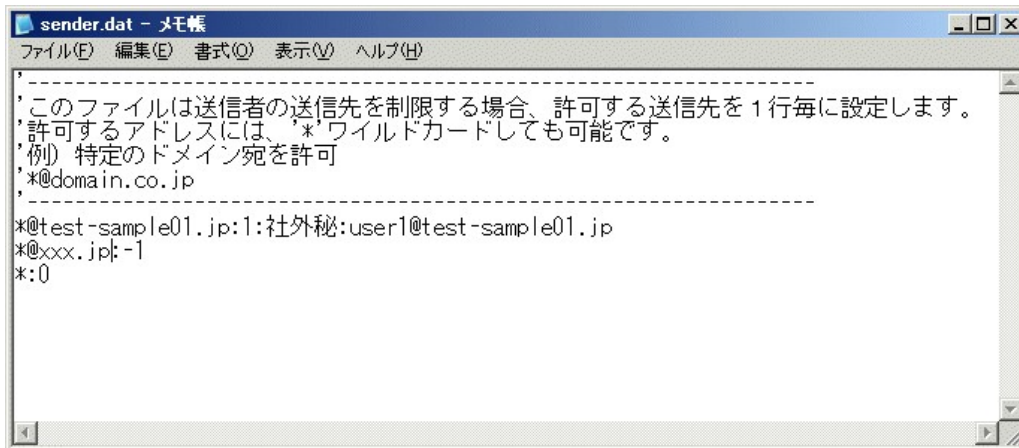 sender.dat - メモ帳
ファイル(F) 編集(E) 書式(O) 表示(V) ヘルプ(H)
'---------------------------------------------------------------------
'このファイルは送信者の送信先を制限する場合、許可する送信先を１行毎に設定します。
'許可するアドレスには、'*'ワイルドカードしても可能です。
'例) 特定のドメイン宛を許可
'*@domain.co.jp
'---------------------------------------------------------------------
*@test-sample01.jp:1:社外秘:user1@test-sample01.jp
*@xxx.jp:-1
*:0